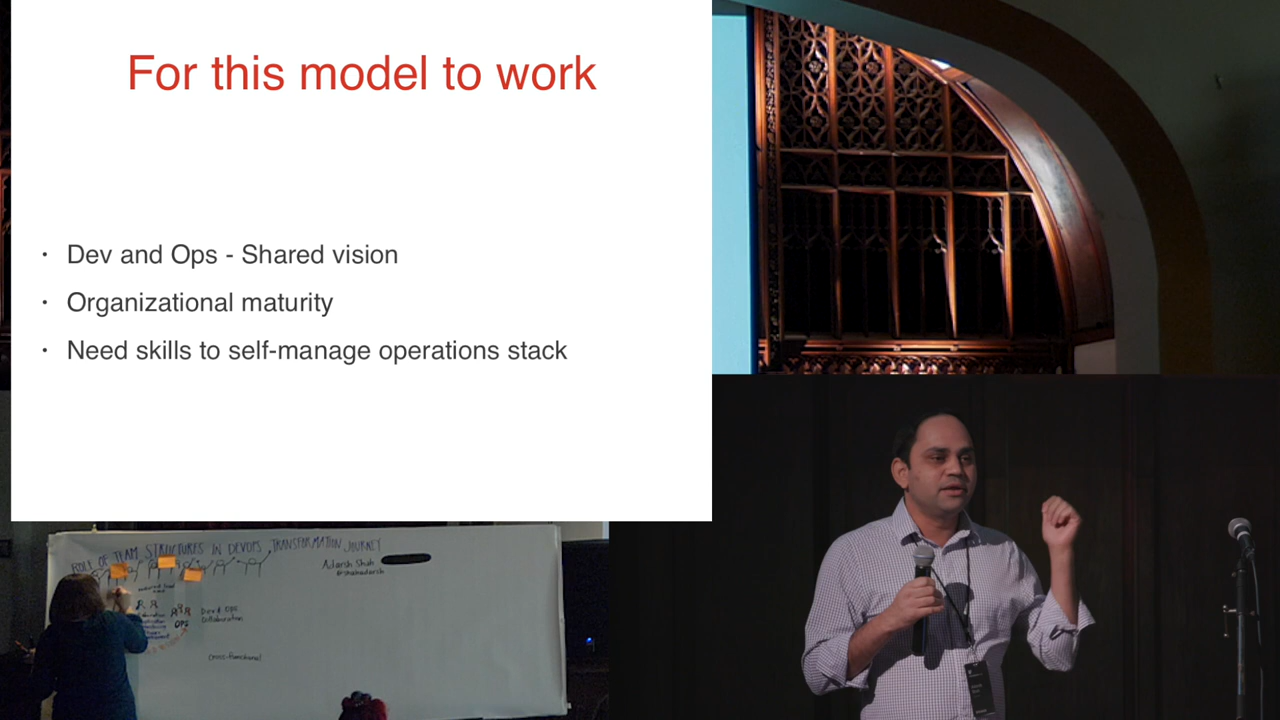 For this model to work
• Dev and Ops - Shared vision
• Organizational maturity
• Need skills to self-manage operations stack
ROLE OF TEAM STRUCTURES IN DEVOPS TRANSFORMATION JOURNEY
Adarsh Shah
@shahadarsh
Dev & OPS
Collaboration
OPS
Cross-functional